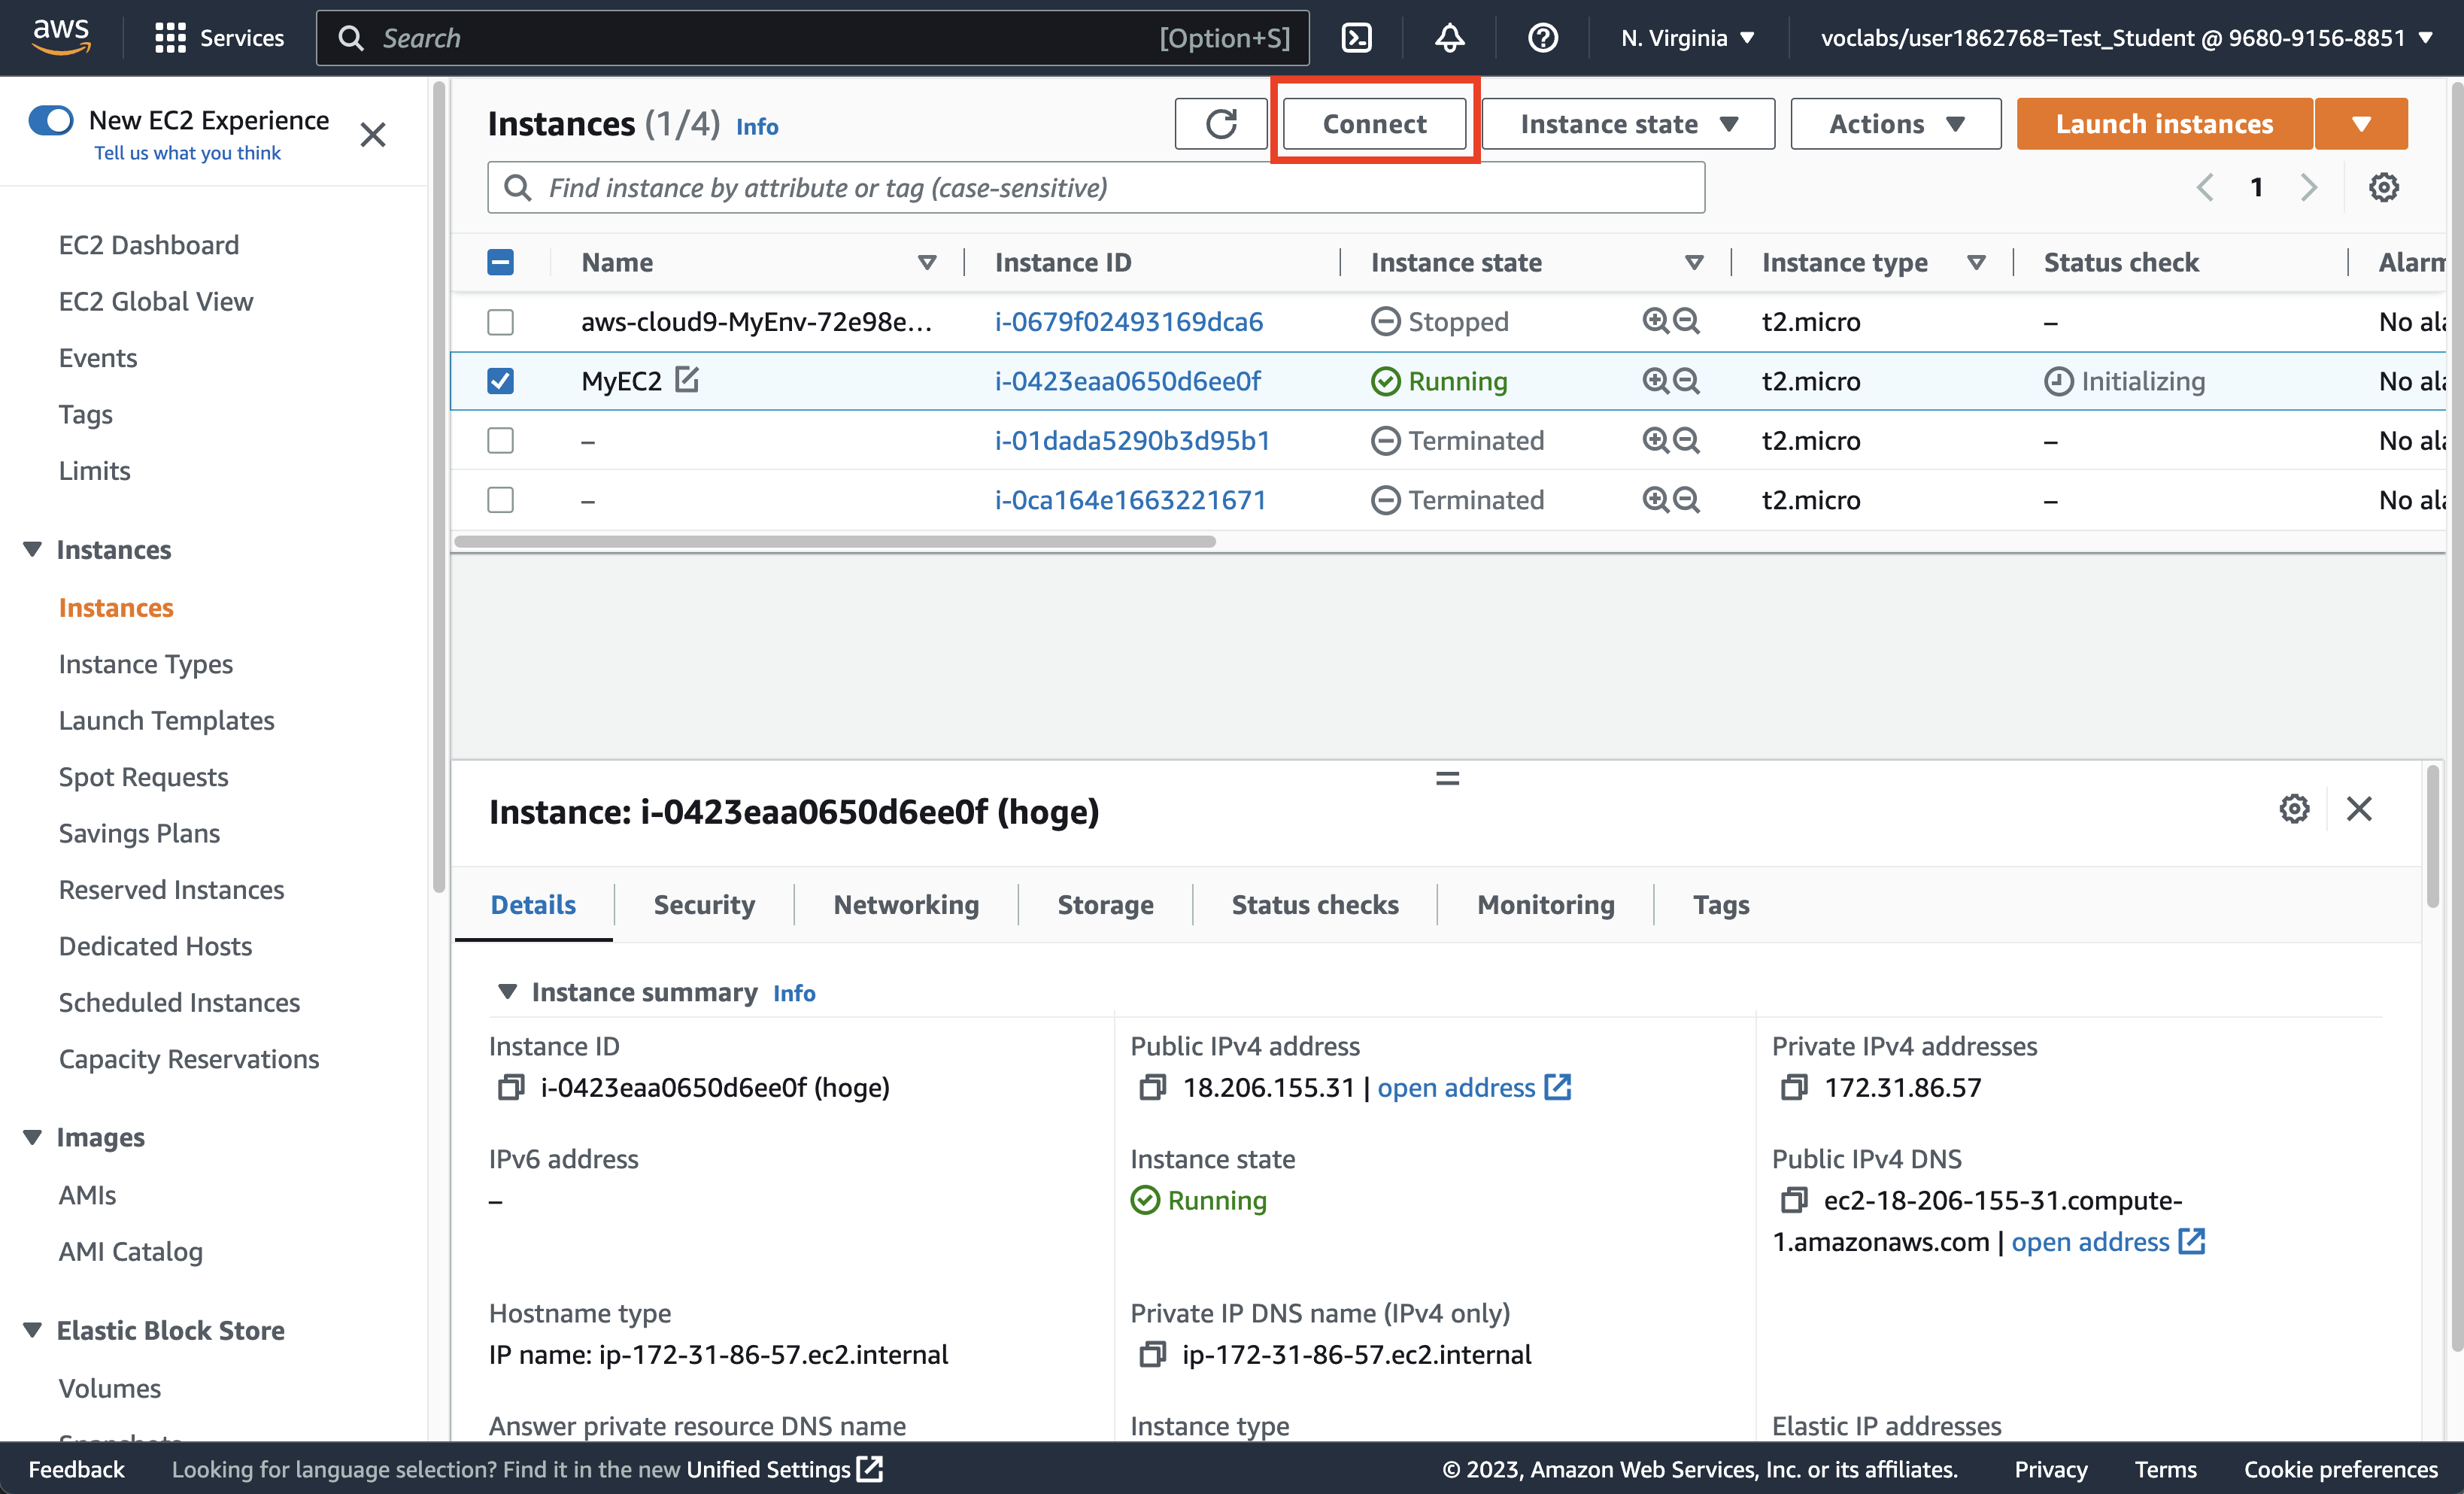 aws
Services
Search
[Option+S]
N. Virginia
voclabs/user1862768=Test_Student @ 9680-9156-8851
New EC2 Experience
Tell us what you think
EC2 Dashboard
EC2 Global View
Events
Tags
Limits
Instances
Instances
Instance Types
Launch Templates
Spot Requests
Savings Plans
Reserved Instances
Dedicated Hosts
Scheduled Instances
Capacity Reservations
Images
AMIs
AMI Catalog
Elastic Block Store
Volumes
Snapshots
Instances (1/4) Info
Connect
Instance state
Actions
Launch instances
Find instance by attribute or tag (case-sensitive)
1
Name Instance ID Instance state Instance type Status check Alarm
aws-cloud9-MyEnv-72e98e... i-0679f02493169dca6 Stopped t2.micro – No ala
MyEC2 i-0423eaa0650d6ee0f Running t2.micro Initializing No ala
– i-01dada5290b3d95b1 Terminated t2.micro – No ala
– i-0ca164e1663221671 Terminated t2.micro – No ala
Instance: i-0423eaa0650d6ee0f (hoge)
Details Security Networking Storage Status checks Monitoring Tags
Instance summary Info
Instance ID
i-0423eaa0650d6ee0f (hoge)
Public IPv4 address
18.206.155.31 | open address
Private IPv4 addresses
172.31.86.57
IPv6 address
–
Instance state
Running
Public IPv4 DNS
ec2-18-206-155-31.compute-
1.amazonaws.com | open address
Hostname type
IP name: ip-172-31-86-57.ec2.internal
Private IP DNS name (IPv4 only)
ip-172-31-86-57.ec2.internal
Answer private resource DNS name
Instance type
Elastic IP addresses
Feedback
Looking for language selection? Find it in the new Unified Settings
© 2023, Amazon Web Services, Inc. or its affiliates.
Privacy
Terms
Cookie preferences